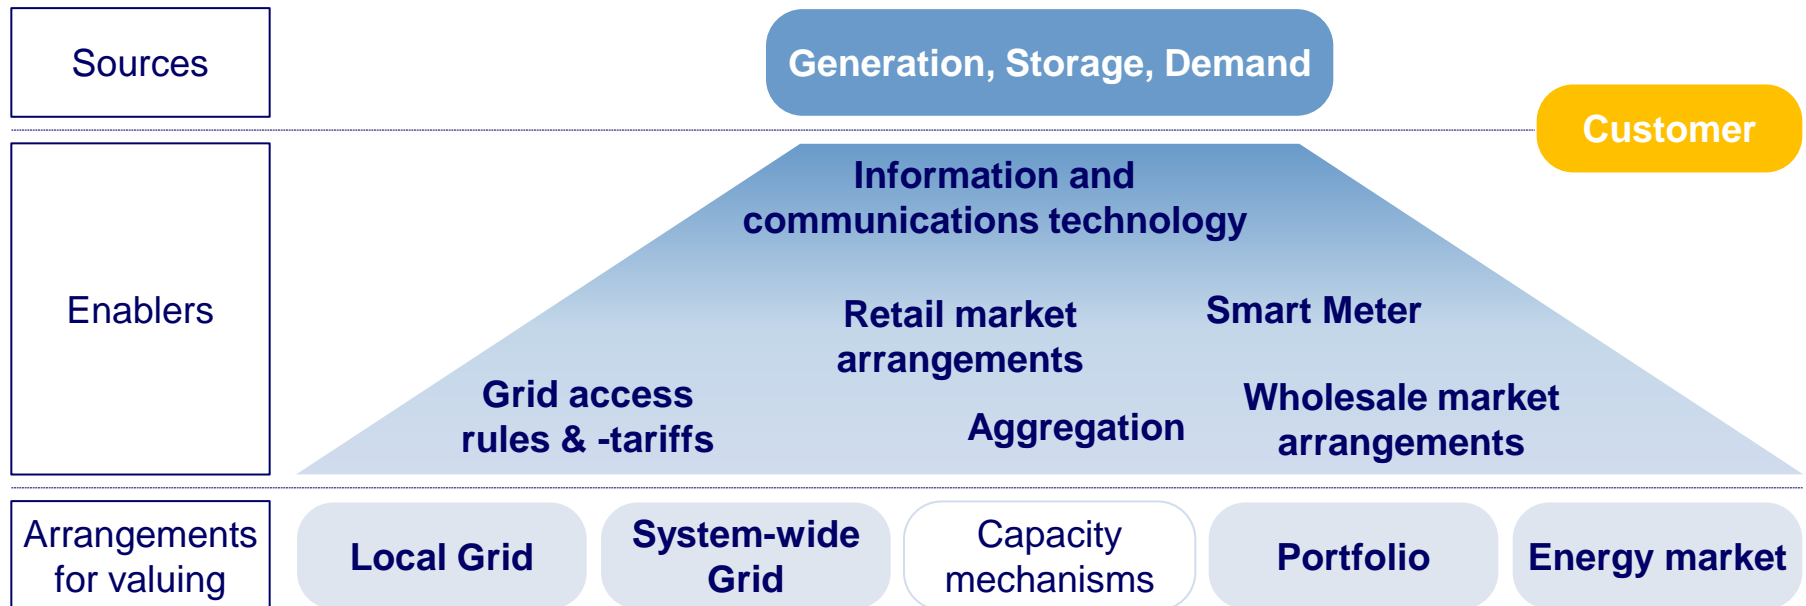 Sources
Generation, Storage, Demand
Customer
Enablers
Information and
communications technology
Retail market
arrangements
Smart Meter
Grid access
rules & -tariffs
Aggregation
Wholesale market
arrangements
Arrangements
for valuing
Local Grid
System-wide
Grid
Capacity
mechanisms
Portfolio
Energy market